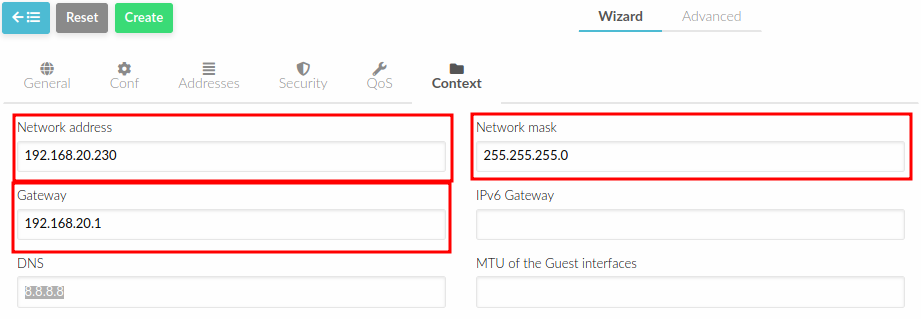 Reset Create Wizard Advanced
General Conf Addresses Security QoS Context
Network address Network mask
192.168.20.230 255.255.255.0
Gateway IPv6 Gateway
192.168.20.1
DNS MTU of the Guest interfaces
8.8.8.8